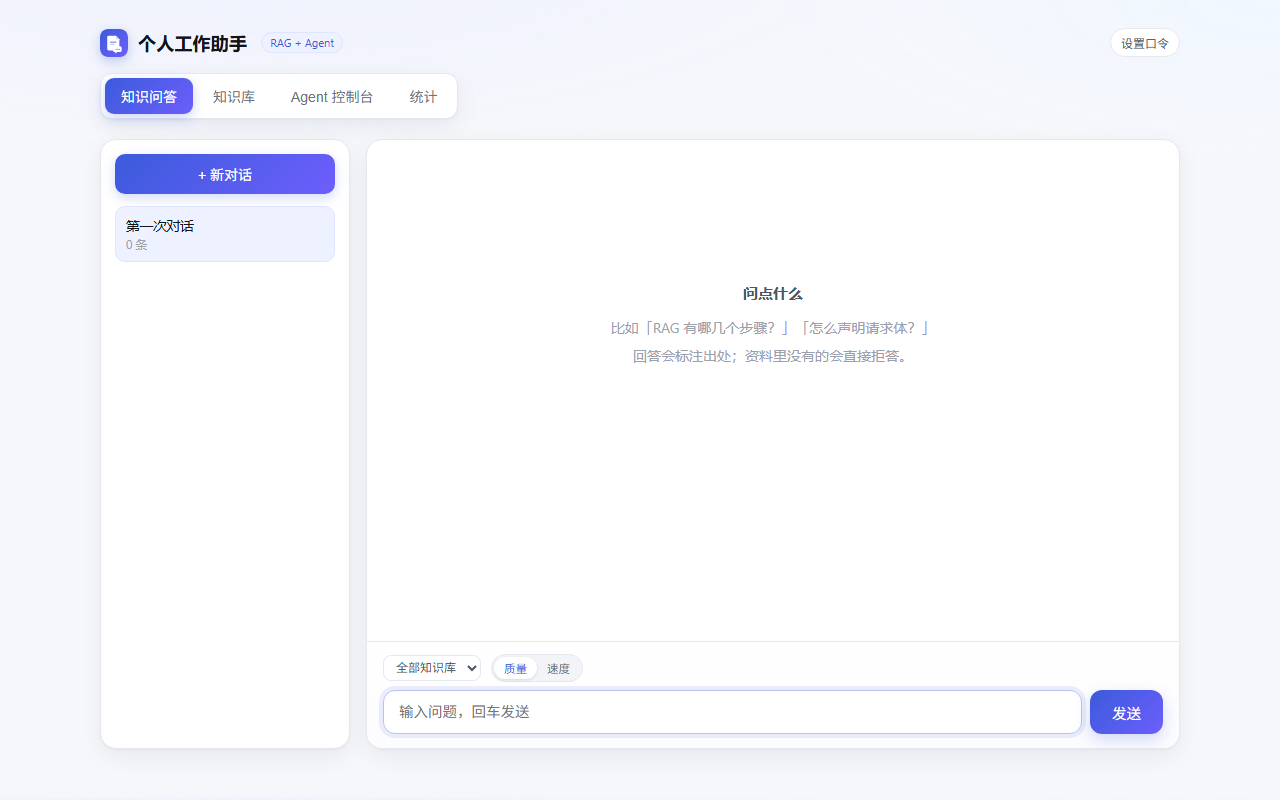 个人工作助手
RAG + Agent
设置口令
知识问答
知识库
Agent 控制台
统计
+ 新对话
第一次对话
0 条
问点什么
比如「RAG 有哪几个步骤？」「怎么声明请求体？」
回答会标注出处；资料里没有的会直接拒答。
全部知识库
质量
速度
输入问题，回车发送
发送